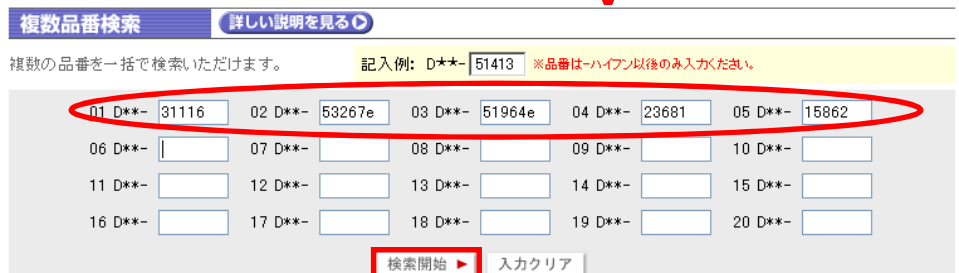 複数品番検索 詳しい説明を見る
複数の品番を一括で検索いただけます。 記入例: D**- 51413 ※品番は-ハイフン以後のみ入力ください。
01 D**- 31116 02 D**- 53267e 03 D**- 51964e 04 D**- 23681 05 D**- 15862
06 D**- 07 D**- 08 D**- 09 D**- 10 D**-
11 D**- 12 D**- 13 D**- 14 D**- 15 D**-
16 D**- 17 D**- 18 D**- 19 D**- 20 D**-
検索開始 入力クリア